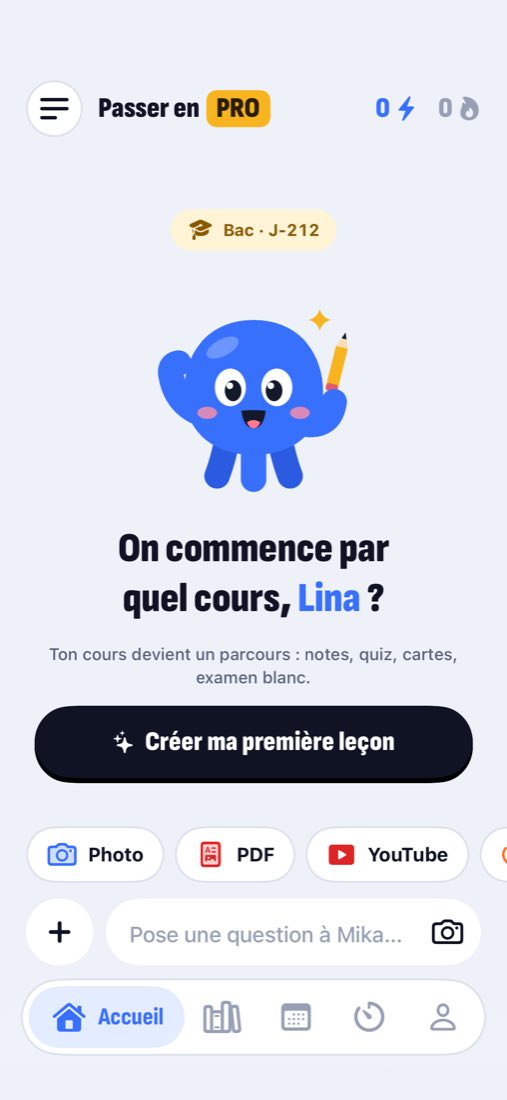 Passer en PRO
0 0
Bac · J-212
On commence par
quel cours, Lina ?
Ton cours devient un parcours : notes, quiz, cartes,
examen blanc.
Créer ma première leçon
Photo PDF YouTube
Pose une question à Mika...
Accueil